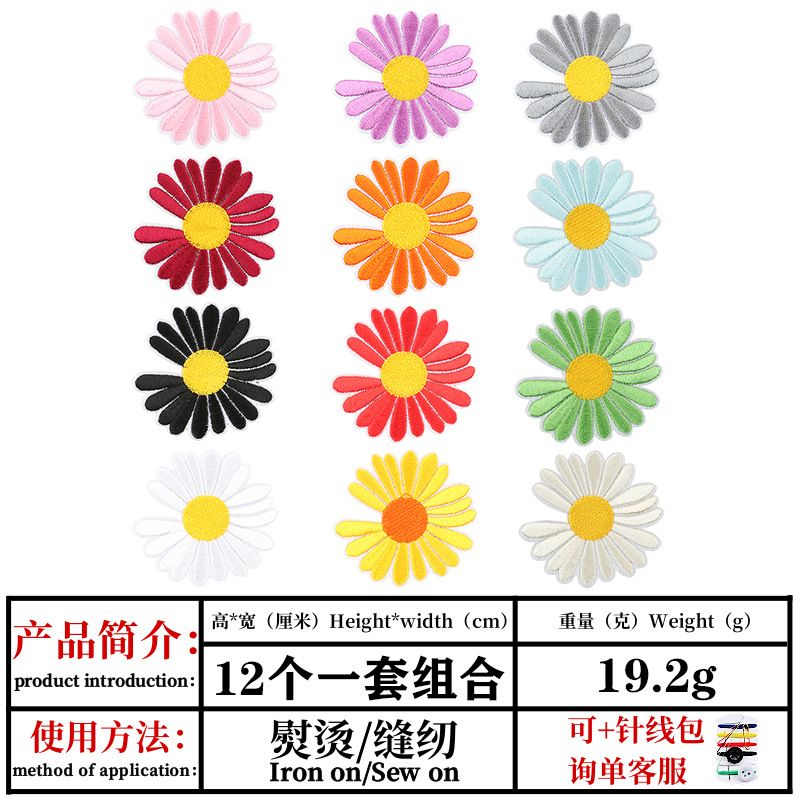 产品简介：
product introduction：
高*宽（厘米）Height*width（cm）
重量（克）Weight（g）
12个一套组合
19.2g
使用方法：
method of application：
熨烫/缝纫
Iron on/Sew on
可+针线包
询单客服